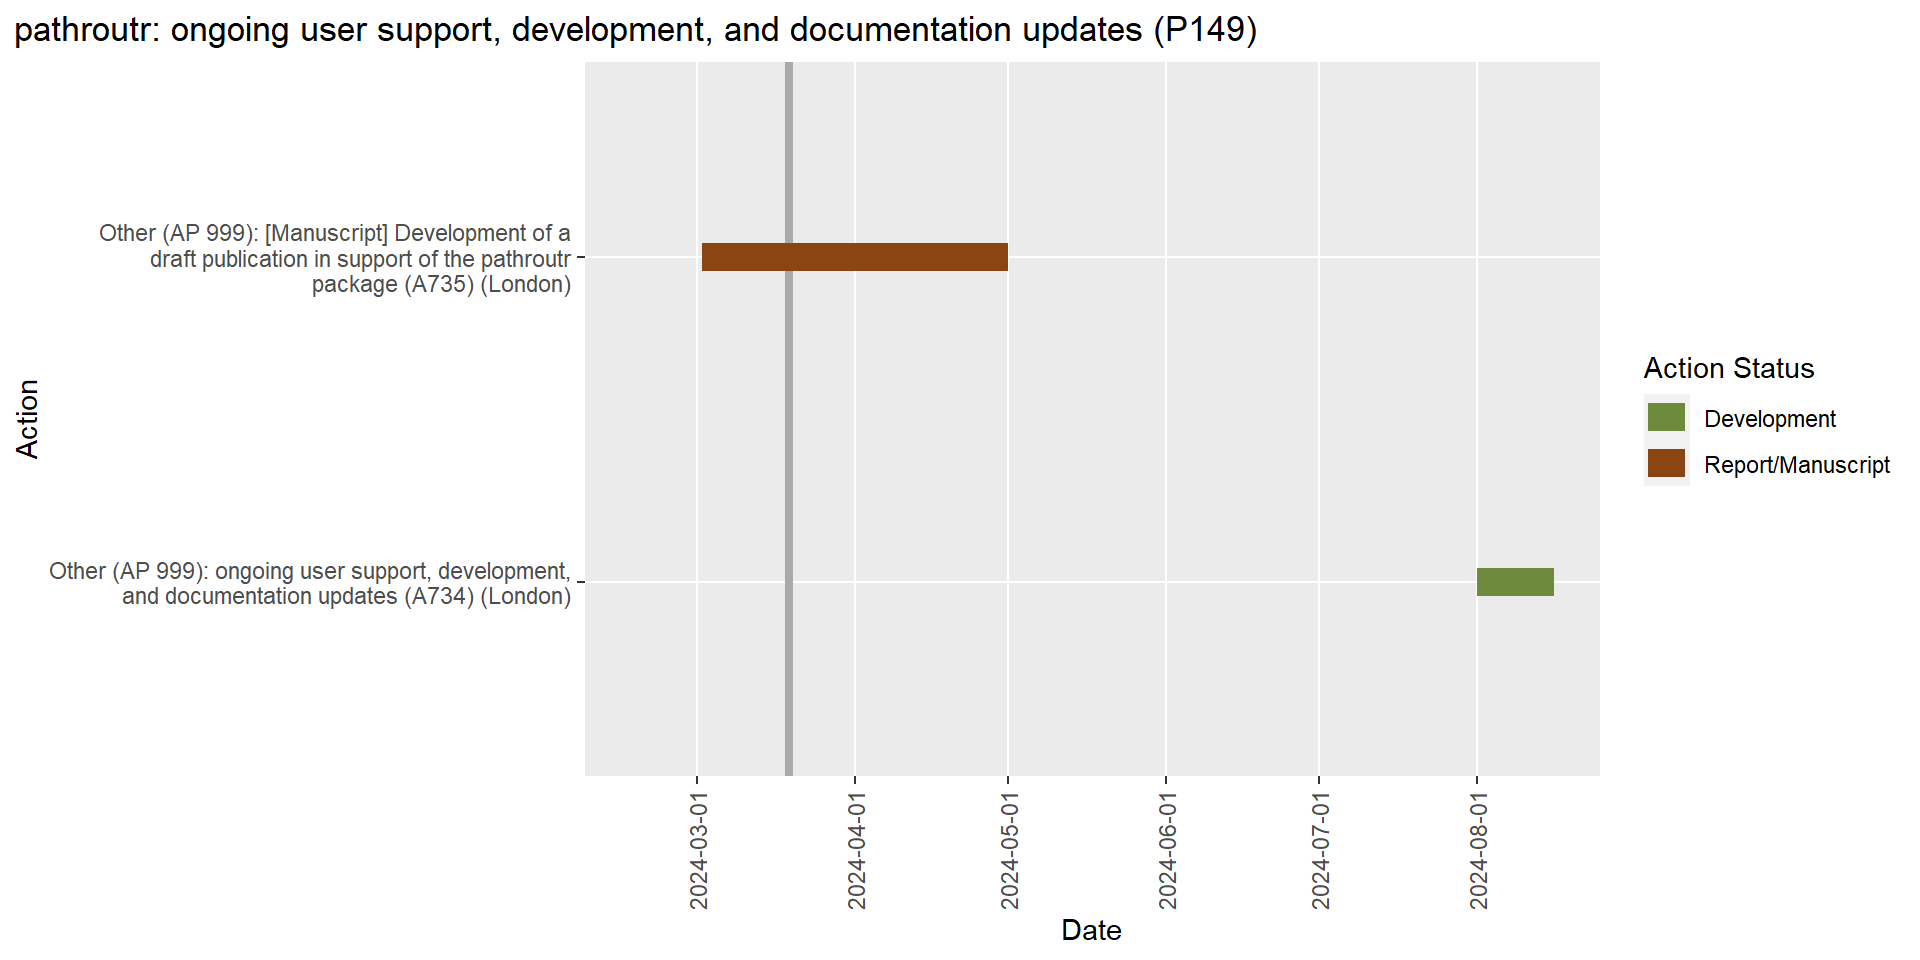 pathroutr: ongoing user support, development, and documentation updates (P149)
Other (AP 999): [Manuscript] Development of a
draft publication in support of the pathroutr
package (A735) (London)
Other (AP 999): ongoing user support, development,
and documentation updates (A734) (London)
Action
2024-03-01
2024-04-01
2024-05-01
2024-06-01
2024-07-01
2024-08-01
Date
Action Status
Development
Report/Manuscript